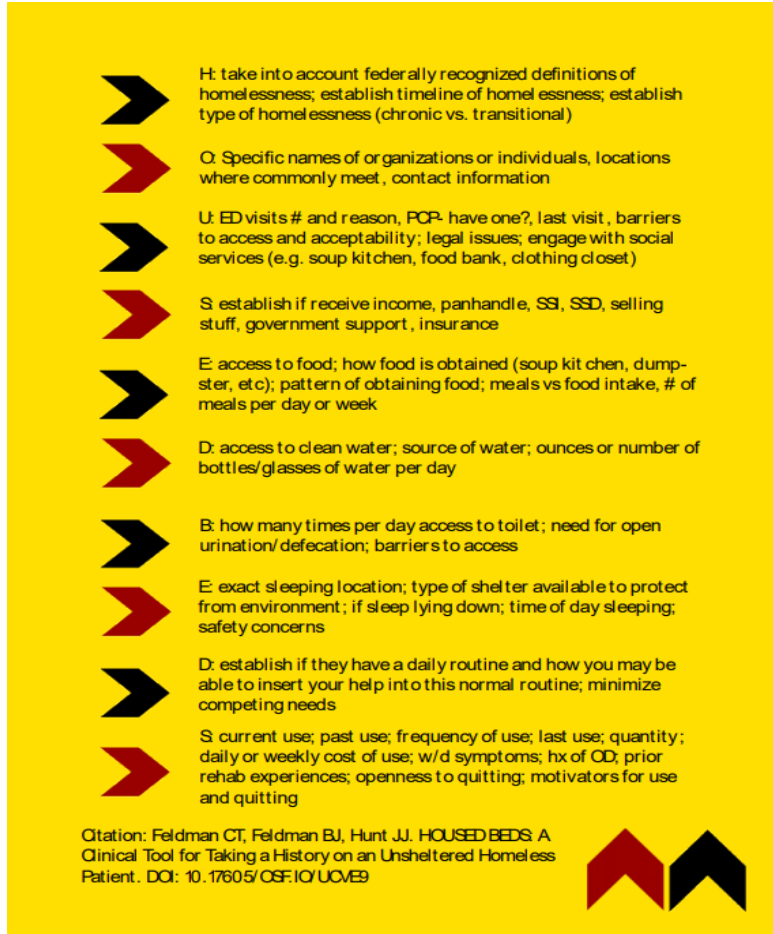 H: take into account federally recognized definitions of
homelessness; establish timeline of homelessness; establish
type of homelessness (chronic vs. transitional)
O: Specific names of organizations or individuals, locations
where commonly meet, contact information
U: ED visits # and reason, PCP- have one?, last visit, barriers
to access and acceptability; legal issues; engage with social
services (e.g. soup kitchen, food bank, clothing closet)
S: establish if receive income, panhandle, SSI, SSD, selling
stuff, government support, insurance
E: access to food; how food is obtained (soup kitchen, dump-
ster, etc); pattern of obtaining food; meals vs food intake, # of
meals per day or week
D: access to clean water; source of water; ounces or number of
bottles/glasses of water per day
B: how many times per day access to toilet; need for open
urination/defecation; barriers to access
E: exact sleeping location; type of shelter available to protect
from environment; if sleep lying down; time of day sleeping;
safety concerns
D: establish if they have a daily routine and how you may be
able to insert your help into this normal routine; minimize
competing needs
S: current use; past use; frequency of use; last use; quantity;
daily or weekly cost of use; w/d symptoms; hx of OD; prior
rehab experiences; openness to quitting; motivators for use
and quitting
Citation: Feldman CT, Feldman BJ, Hunt JJ. HOUSED BEDS: A
Clinical Tool for Taking a History on an Unsheltered Homeless
Patient. DOI: 10.17605/OSF.IO/UCVE9